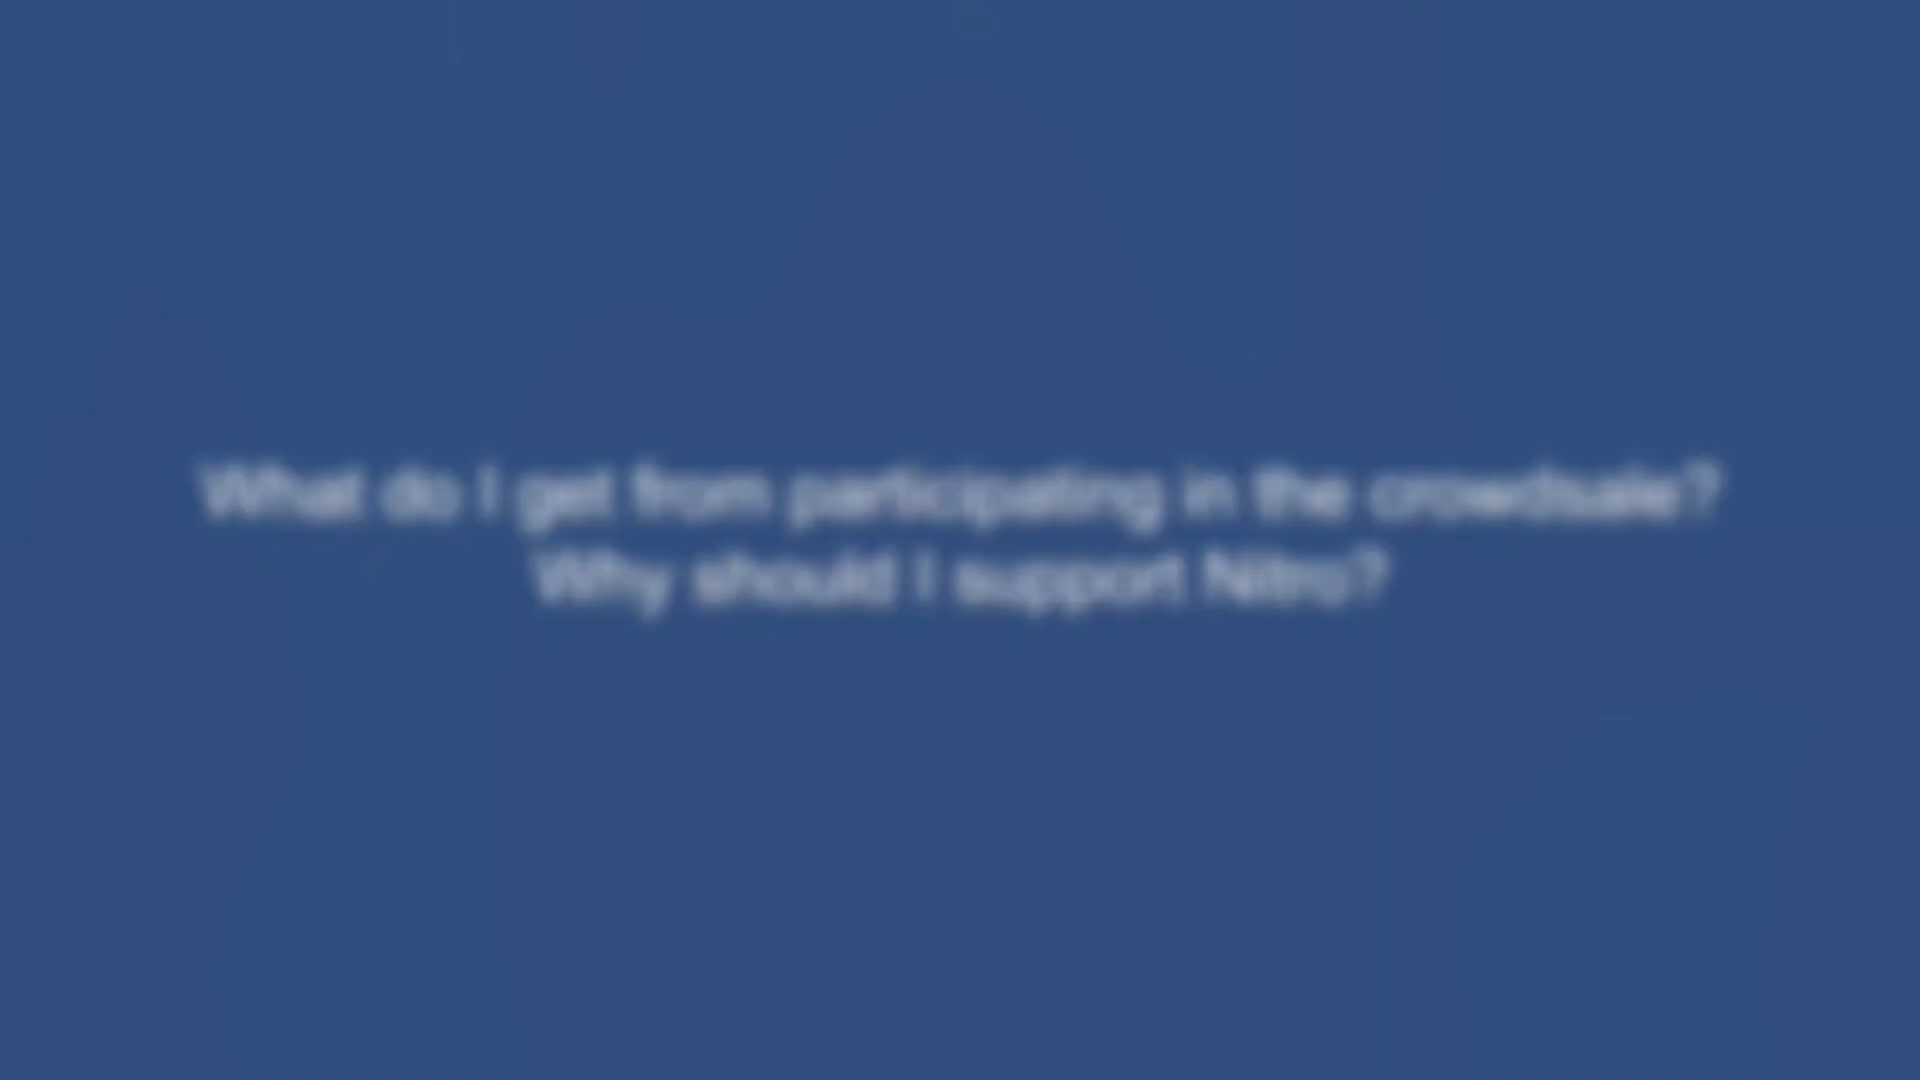 What do I get from participating in the crowdsale?
Why should I support Nitro?